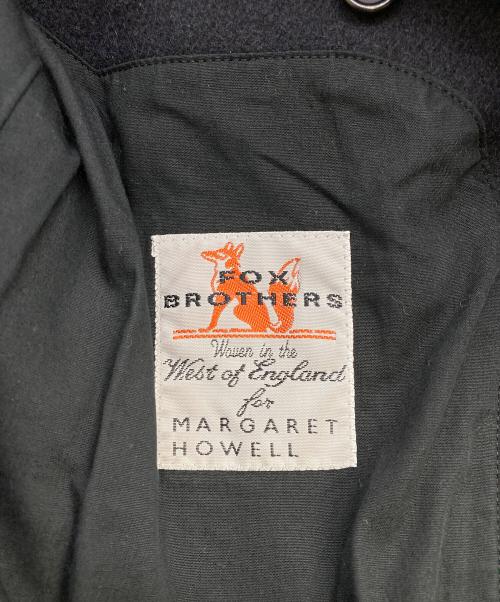 FOX
BROTHERS
Woven in the
West of England
for
MARGARET
HOWELL